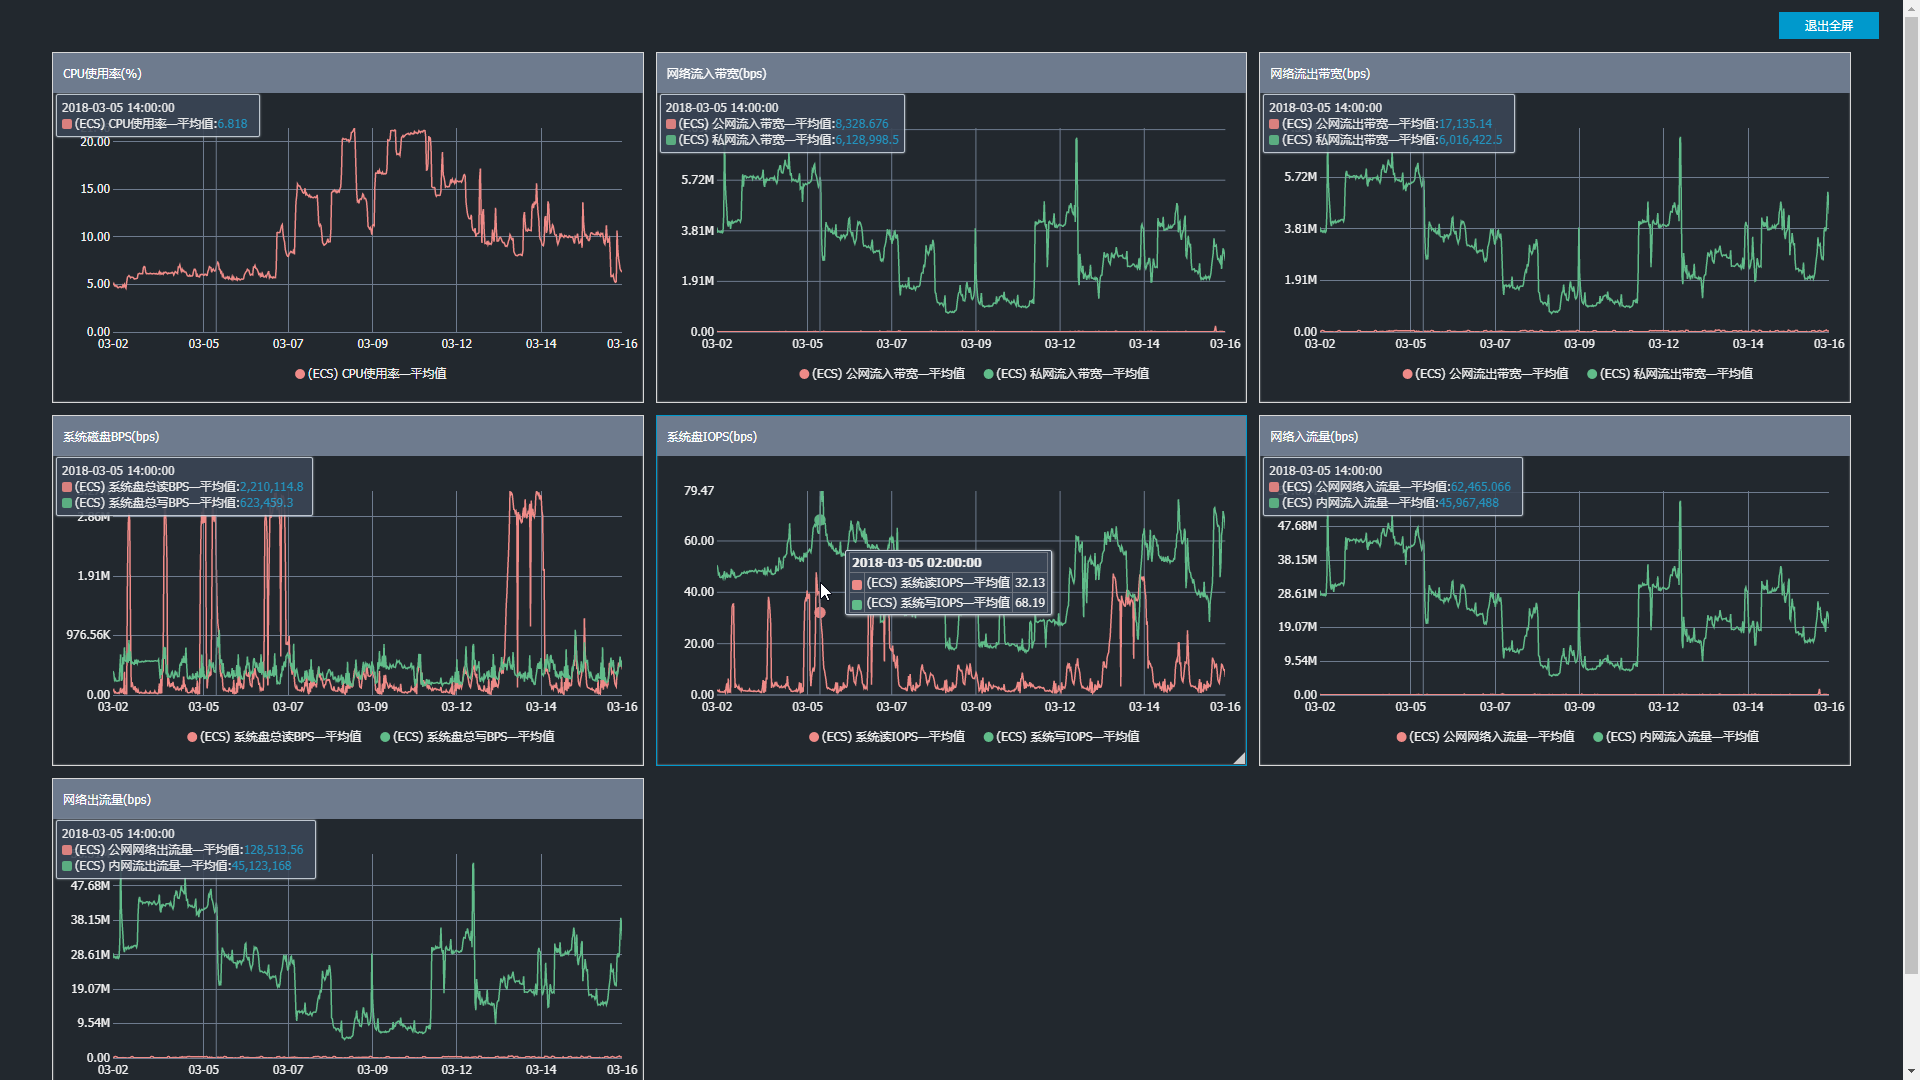 退出全屏
CPU使用率(%)
2018-03-05 14:00:00
(ECS) CPU使用率—平均值:6.818
20.00
15.00
10.00
5.00
0.00
03-02 03-05 03-07 03-09 03-12 03-14 03-16
(ECS) CPU使用率—平均值
网络流入带宽(bps)
2018-03-05 14:00:00
(ECS) 公网流入带宽—平均值:8,328.676
(ECS) 私网流入带宽—平均值:6,128,998.5
5.72M
3.81M
1.91M
0.00
03-02 03-05 03-07 03-09 03-12 03-14 03-16
(ECS) 公网流入带宽—平均值 (ECS) 私网流入带宽—平均值
网络流出带宽(bps)
2018-03-05 14:00:00
(ECS) 公网流出带宽—平均值:17,135.14
(ECS) 私网流出带宽—平均值:6,016,422.5
5.72M
3.81M
1.91M
0.00
03-02 03-05 03-07 03-09 03-12 03-14 03-16
(ECS) 公网流出带宽—平均值 (ECS) 私网流出带宽—平均值
系统磁盘BPS(bps)
2018-03-05 14:00:00
(ECS) 系统盘总读BPS—平均值:2,210,114.8
(ECS) 系统盘总写BPS—平均值:623,459.3
2.86M
1.91M
976.56K
0.00
03-02 03-05 03-07 03-09 03-12 03-14 03-16
(ECS) 系统盘总读BPS—平均值 (ECS) 系统盘总写BPS—平均值
系统盘IOPS(bps)
79.47
60.00
40.00
20.00
0.00
2018-03-05 02:00:00
(ECS) 系统读IOPS—平均值 32.13
(ECS) 系统写IOPS—平均值 68.19
03-02 03-05 03-07 03-09 03-12 03-14 03-16
(ECS) 系统读IOPS—平均值 (ECS) 系统写IOPS—平均值
网络入流量(bps)
2018-03-05 14:00:00
(ECS) 公网网络入流量—平均值:62,465.066
(ECS) 内网流入流量—平均值:45,967,488
47.68M
38.15M
28.61M
19.07M
9.54M
0.00
03-02 03-05 03-07 03-09 03-12 03-14 03-16
(ECS) 公网网络入流量—平均值 (ECS) 内网流入流量—平均值
网络出流量(bps)
2018-03-05 14:00:00
(ECS) 公网网络出流量—平均值:128,513.56
(ECS) 内网流出流量—平均值:45,123,168
47.68M
38.15M
28.61M
19.07M
9.54M
0.00
03-02 03-05 03-07 03-09 03-12 03-14 03-16